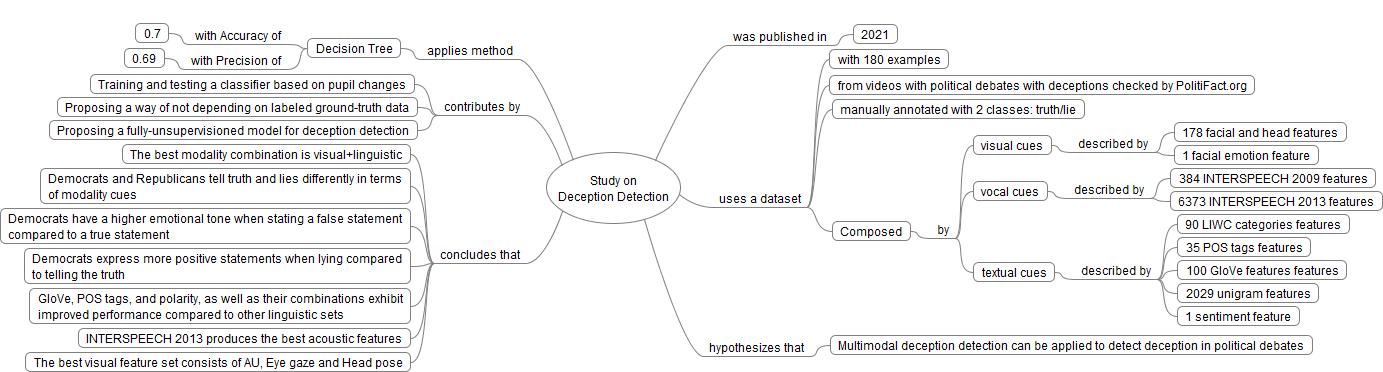 Study on
Deception Detection
applies method
Decision Tree
with Accuracy of
0.7
with Precision of
0.69
contributes by
Training and testing a classifier based on pupil changes
Proposing a way of not depending on labeled ground-truth data
Proposing a fully-unsupervisioned model for deception detection
concludes that
The best modality combination is visual+linguistic
Democrats and Republicans tell truth and lies differently in terms
of modality cues
Democrats have a higher emotional tone when stating a false statement
compared to a true statement
Democrats express more positive statements when lying compared
to telling the truth
GloVe, POS tags, and polarity, as well as their combinations exhibit
improved performance compared to other linguistic sets
INTERSPEECH 2013 produces the best acoustic features
The best visual feature set consists of AU, Eye gaze and Head pose
was published in
2021
uses a dataset
with 180 examples
from videos with political debates with deceptions checked by PolitiFact.org
manually annotated with 2 classes: truth/lie
Composed
by
visual cues
described by
178 facial and head features
1 facial emotion feature
vocal cues
described by
384 INTERSPEECH 2009 features
6373 INTERSPEECH 2013 features
textual cues
described by
90 LIWC categories features
35 POS tags features
100 GloVe features features
2029 unigram features
1 sentiment feature
hypothesizes that
Multimodal deception detection can be applied to detect deception in political debates